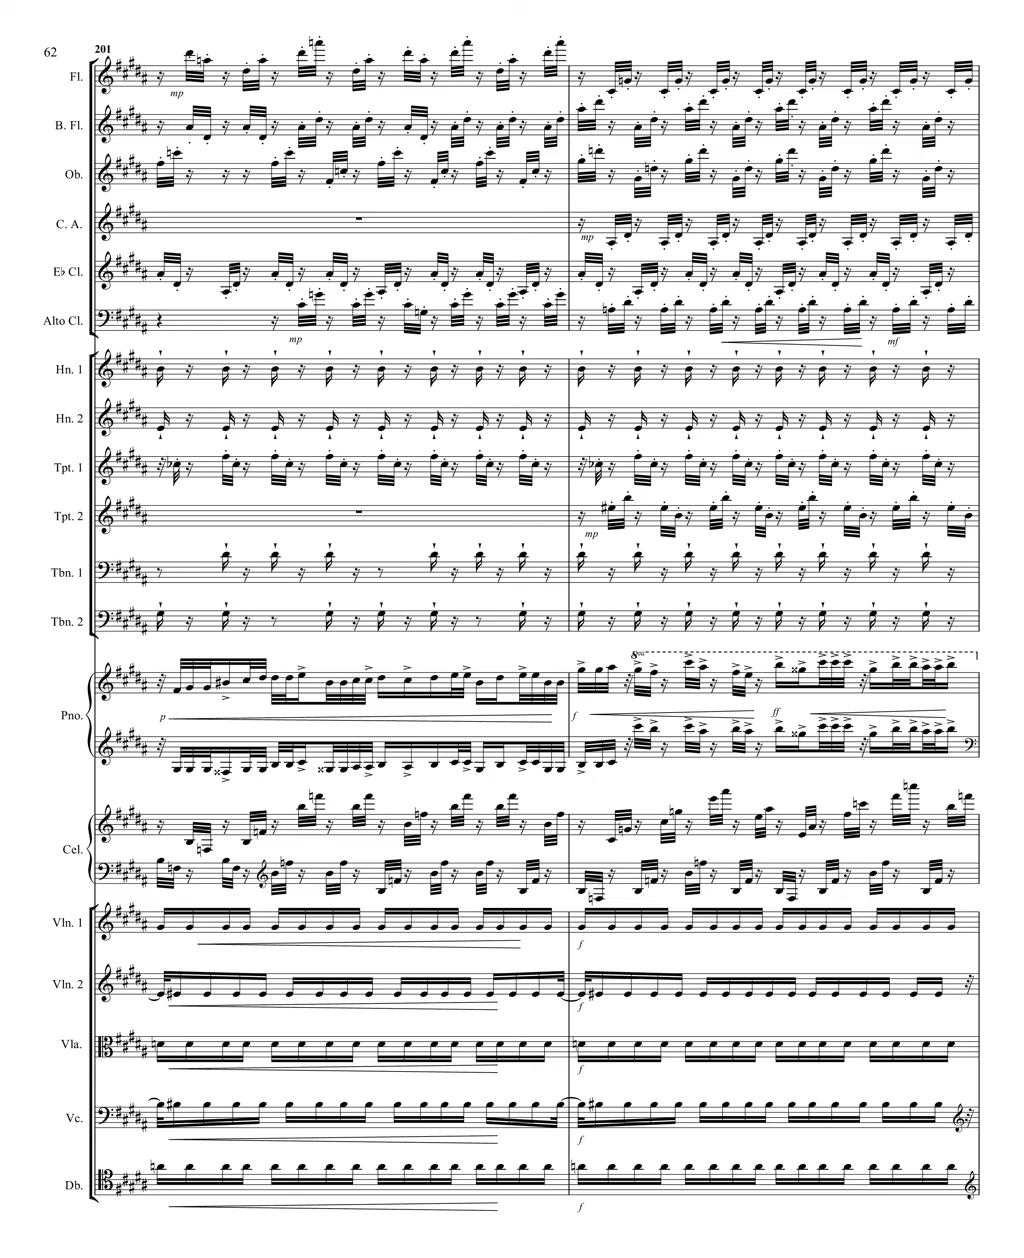 62
201
Fl.
mp
B. Fl.
Ob.
C. A.
mp
E♭ Cl.
Alto Cl.
mp
mf
Hn. 1
Hn. 2
Tpt. 1
Tpt. 2
mp
Tbn. 1
Tbn. 2
8va
Pno.
p
f
ff
Cel.
Vln. 1
f
Vln. 2
f
Vla.
f
Vc.
f
Db.
f